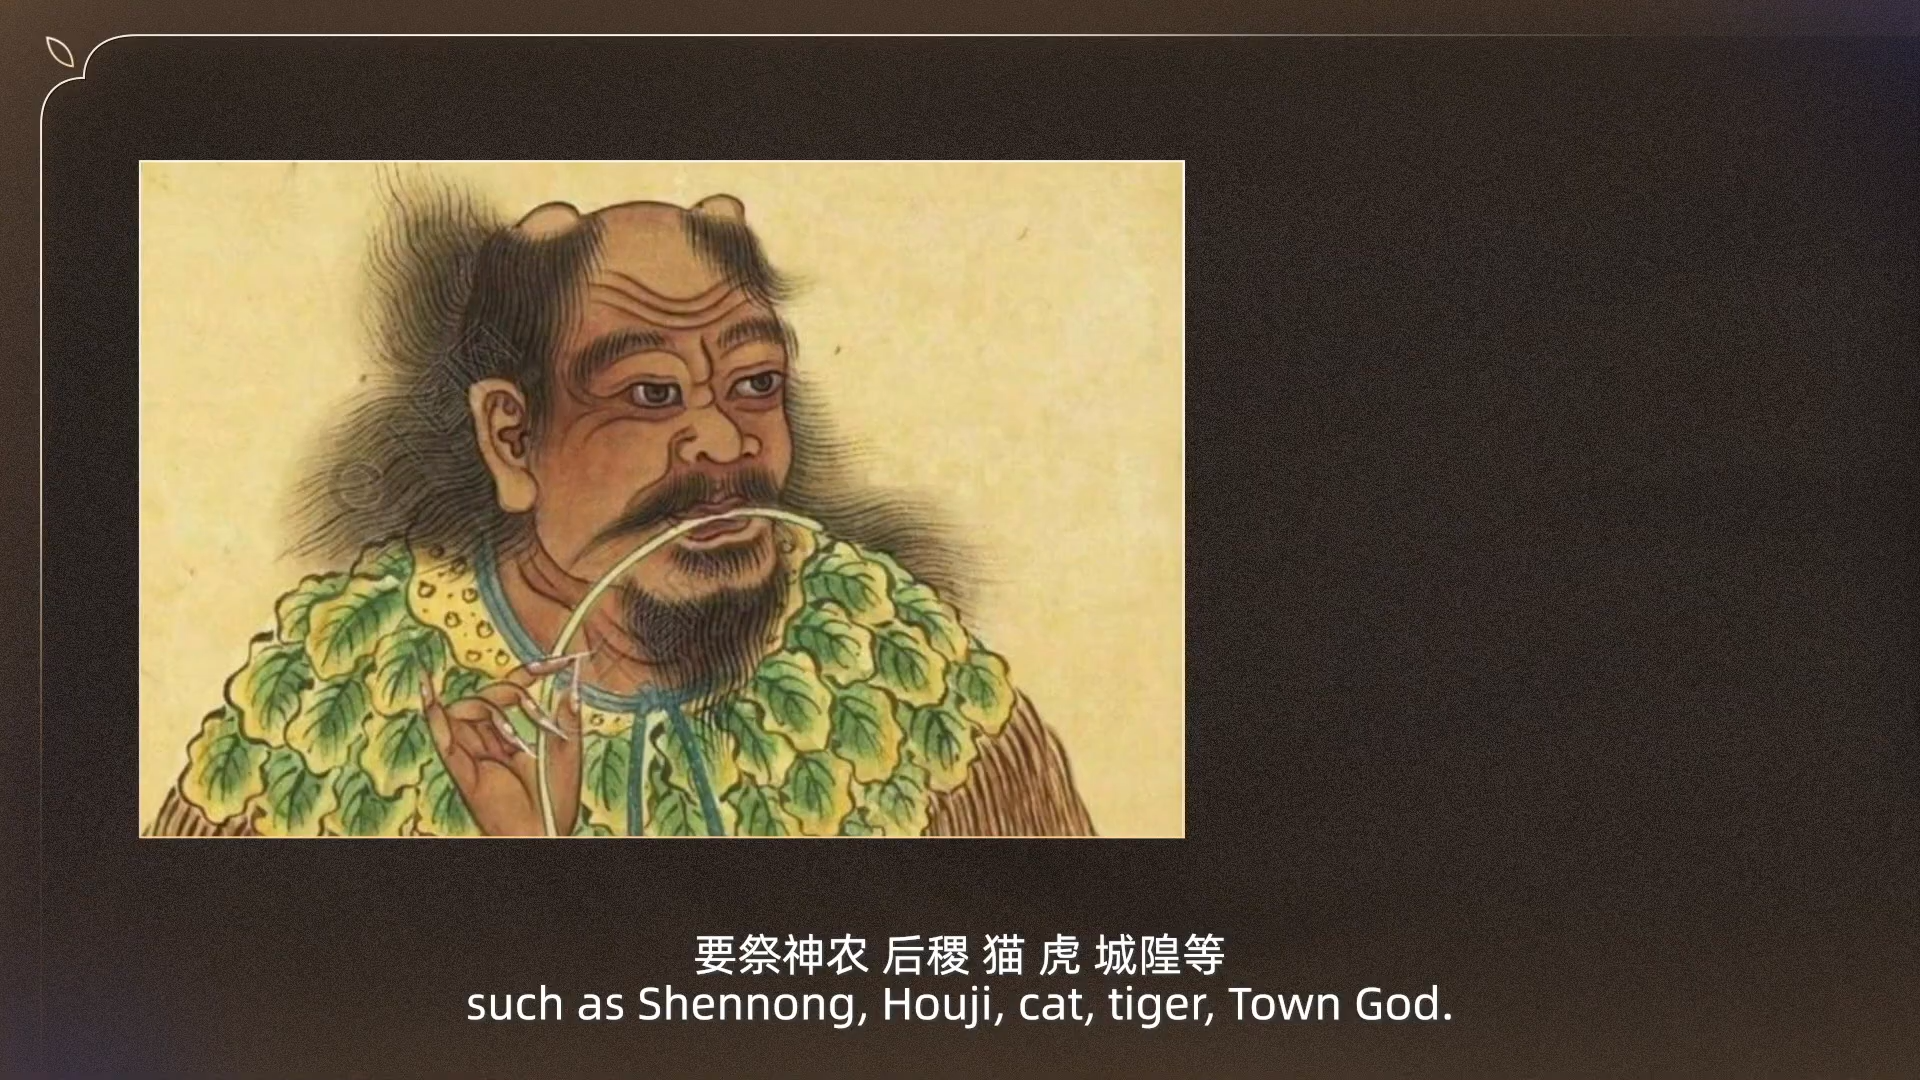 要祭神农 后稷 猫 虎 城隍等
such as Shennong, Houji, cat, tiger, Town God.